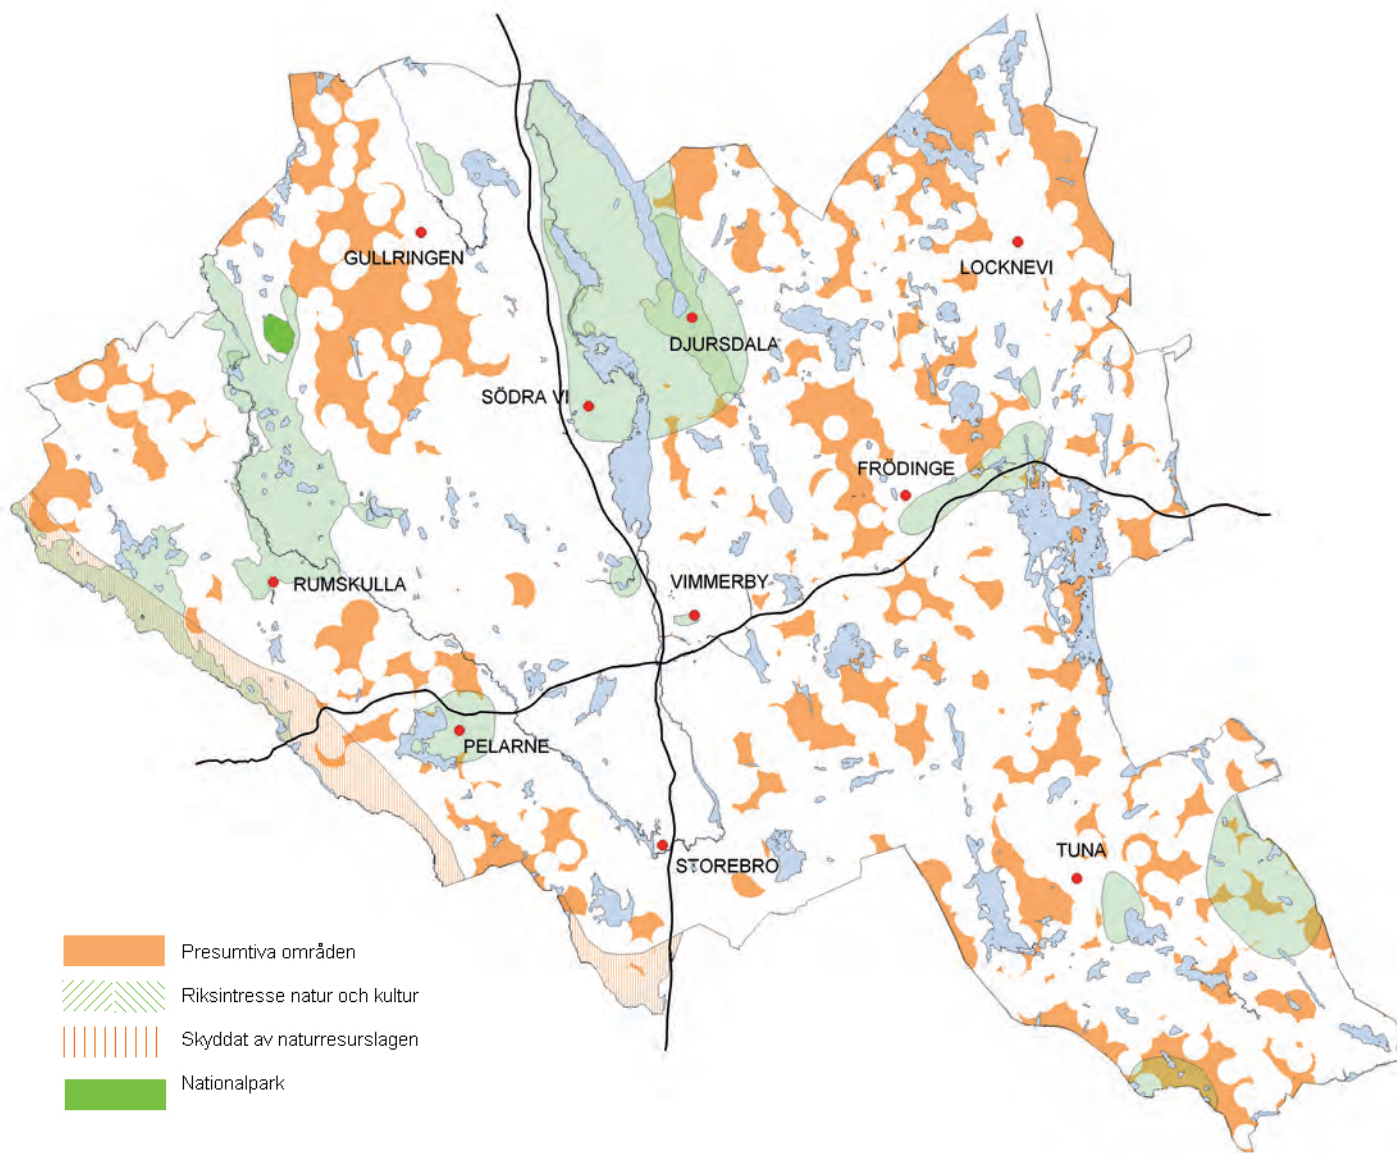 GULLRINGEN
LOCKNEVI
DJURSDALA
SÖDRA VI
FRÖDINGE
RUMSKULLA
VIMMERBY
PELARNE
STOREBRO
TUNA
Presumtiva områden
Riksintresse natur och kultur
Skyddat av naturresurslagen
Nationalpark